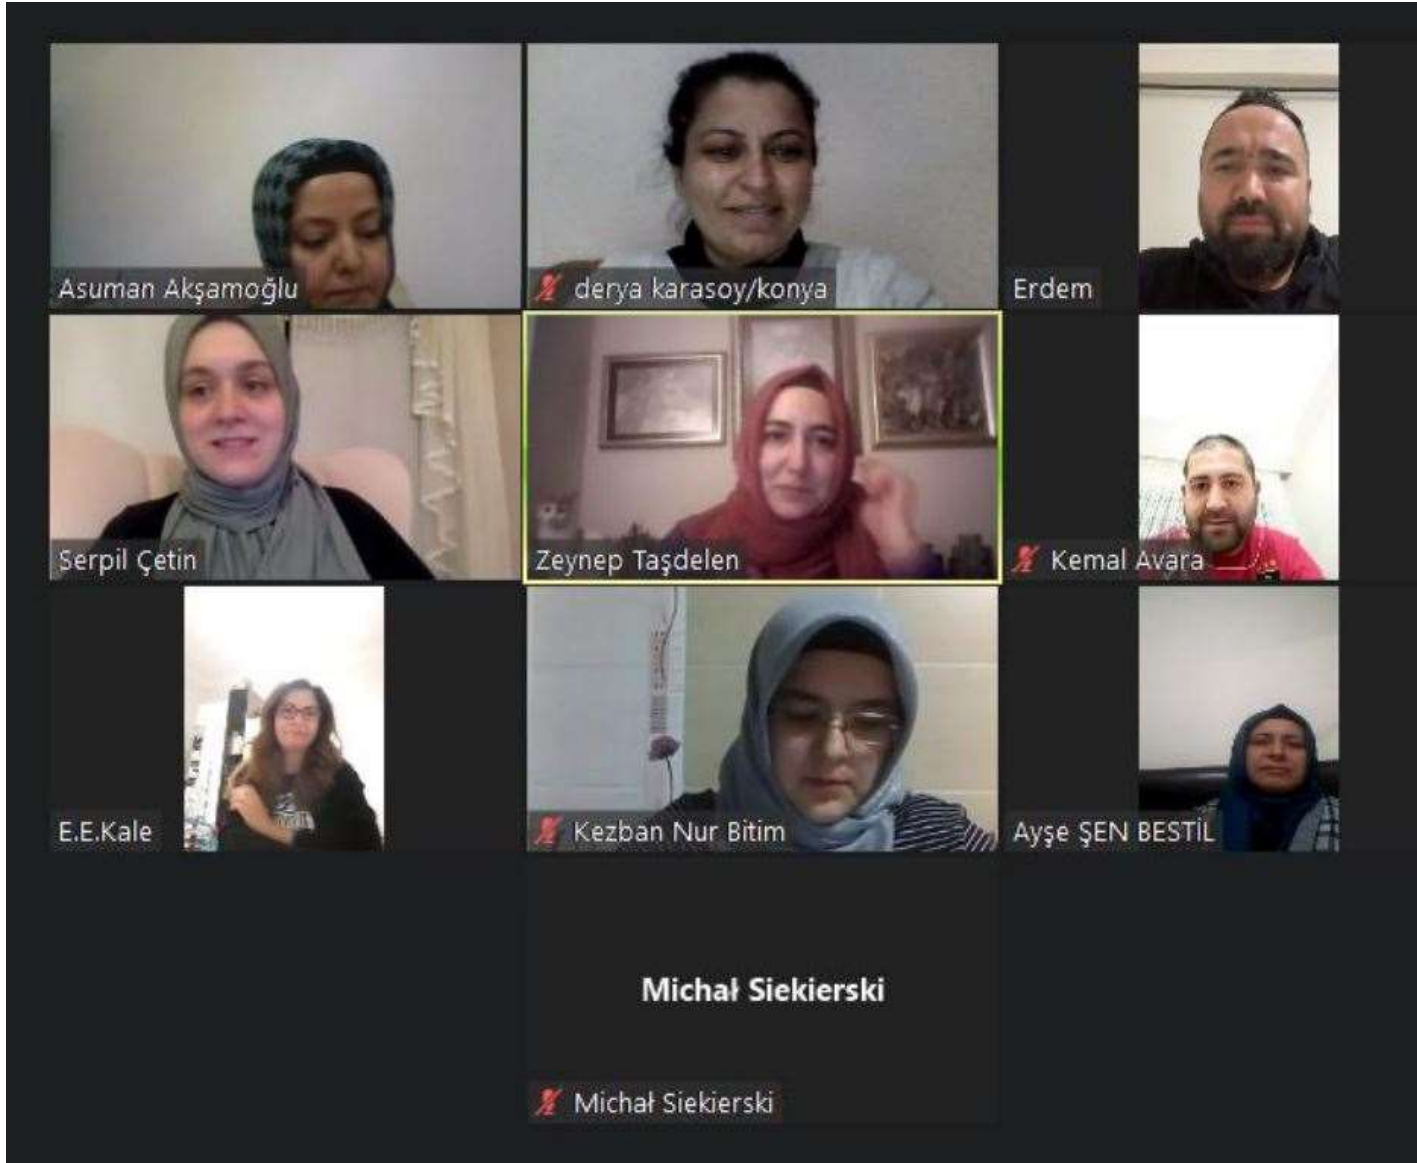 Asuman Akşamoğlu
derya karasoy/konya
Erdem
Serpil Çetin
Zeynep Taşdelen
Kemal Avara
E.E.Kale
Kezban Nur Bitim
Ayşe ŞEN BESTİL
Michał Siekierski
Michał Siekierski